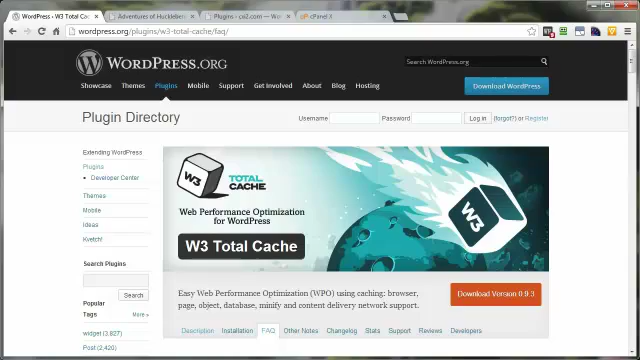 WordPress › W3 Total Ca
Adventures of Huckleber
Plugins - ca2.com — Wo
cPanel X
wordpress.org/plugins/w3-total-cache/faq/
WORDPRESS.ORG
Search WordPress.org
Showcase Themes Plugins Mobile Support Get Involved About Blog Hosting
Download WordPress
Plugin Directory
Username Password Log in (forgot?) or Register
Extending WordPress
Plugins
• Developer Center
Themes
Mobile
Ideas
Kvetch!
Search Plugins
Search
Popular
Tags More »
widget (3,827)
Post (2,420)
W3 TOTAL CACHE
Web Performance Optimization
for WordPress
W3 Total Cache
W3
Easy Web Performance Optimization (WPO) using caching: browser,
page, object, database, minify and content delivery network support.
Download Version 0.9.3
Description Installation FAQ Other Notes Changelog Stats Support Reviews Developers